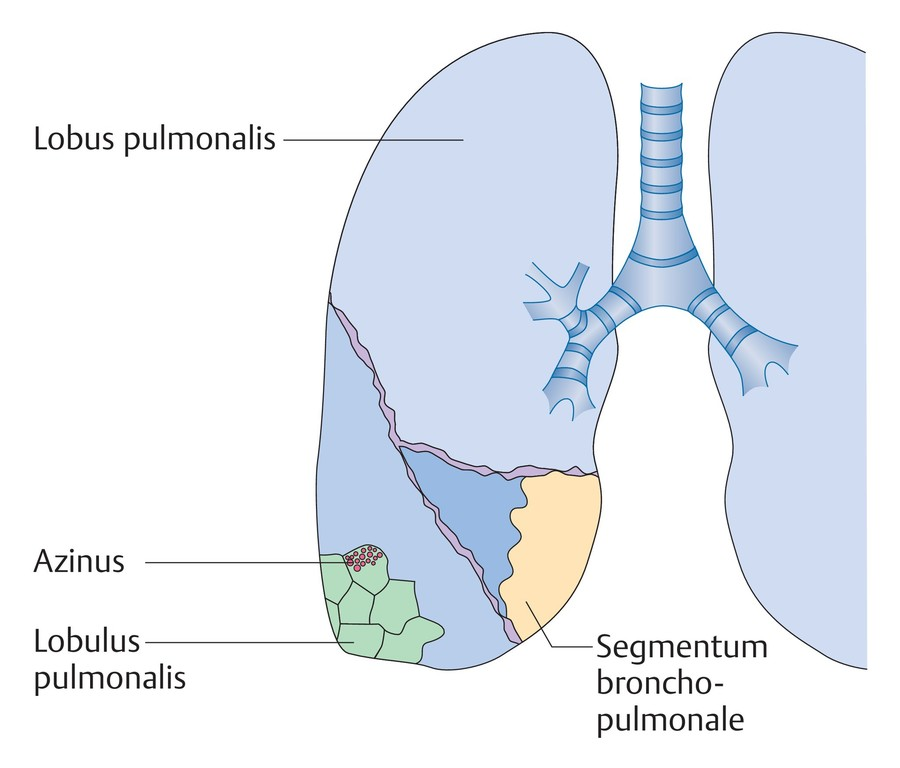 Lobus pulmonalis
Azinus
Lobulus
pulmonalis
Segmentum
broncho-
pulmonale